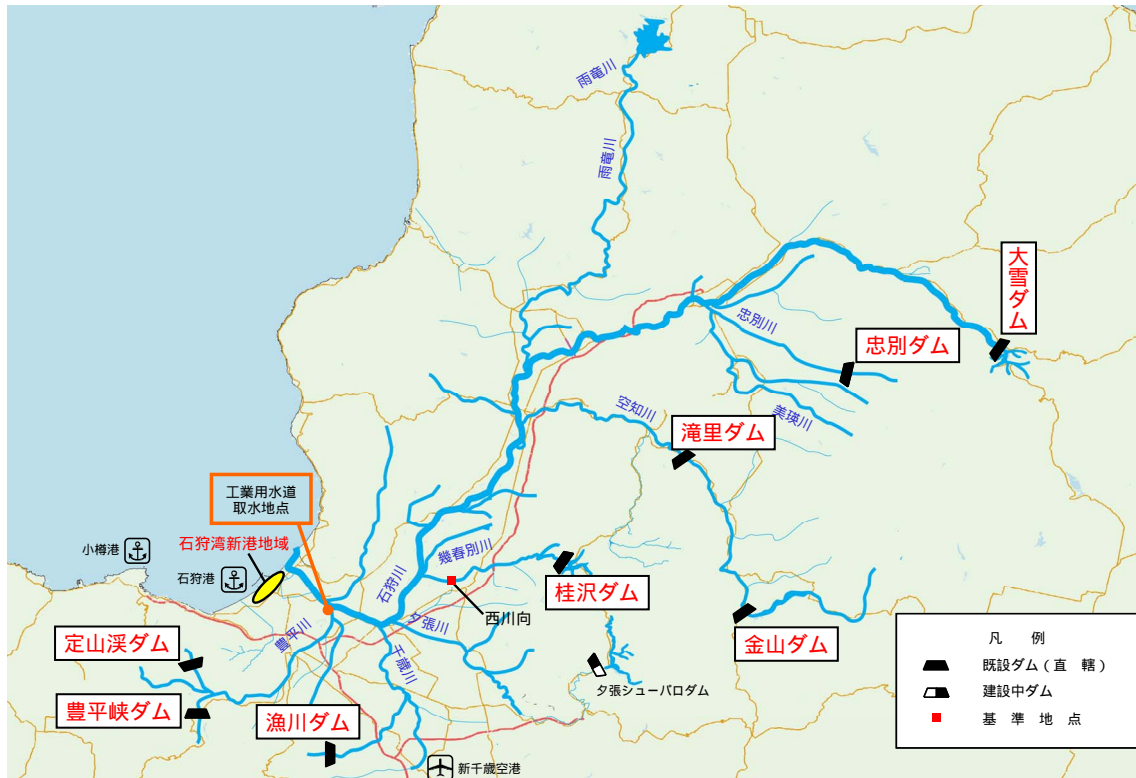 雨竜川
雨竜川
大雪ダム
忠別川
忠別ダム
美瑛川
空知川
滝里ダム
工業用水道
取水地点
小樽港
石狩湾新港地域
石狩港
石狩川
幾春別川
桂沢ダム
西川向
夕張川
金山ダム
豊平川
千歳川
定山渓ダム
夕張シューパロダム
豊平峡ダム
漁川ダム
新千歳空港
凡 例
既設ダム(直 轄)
建設中ダム
基 準 地 点